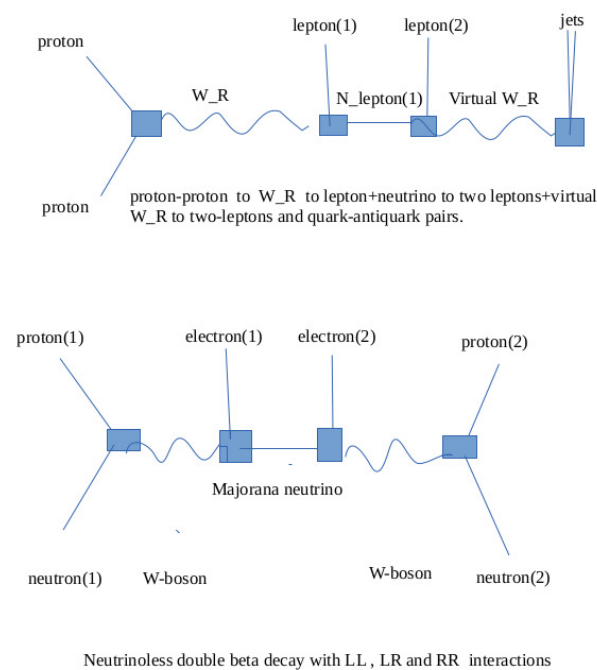 proton
lepton(1)
lepton(2)
jets
W_R
N_lepton(1)
Virtual W_R
proton
proton-proton to W_R to lepton+neutrino to two leptons+virtual
W_R to two-leptons and quark-antiquark pairs.
proton(1)
electron(1)
electron(2)
proton(2)
Majorana neutrino
neutron(1)
W-boson
W-boson
neutron(2)
Neutrinoless double beta decay with LL , LR and RR interactions